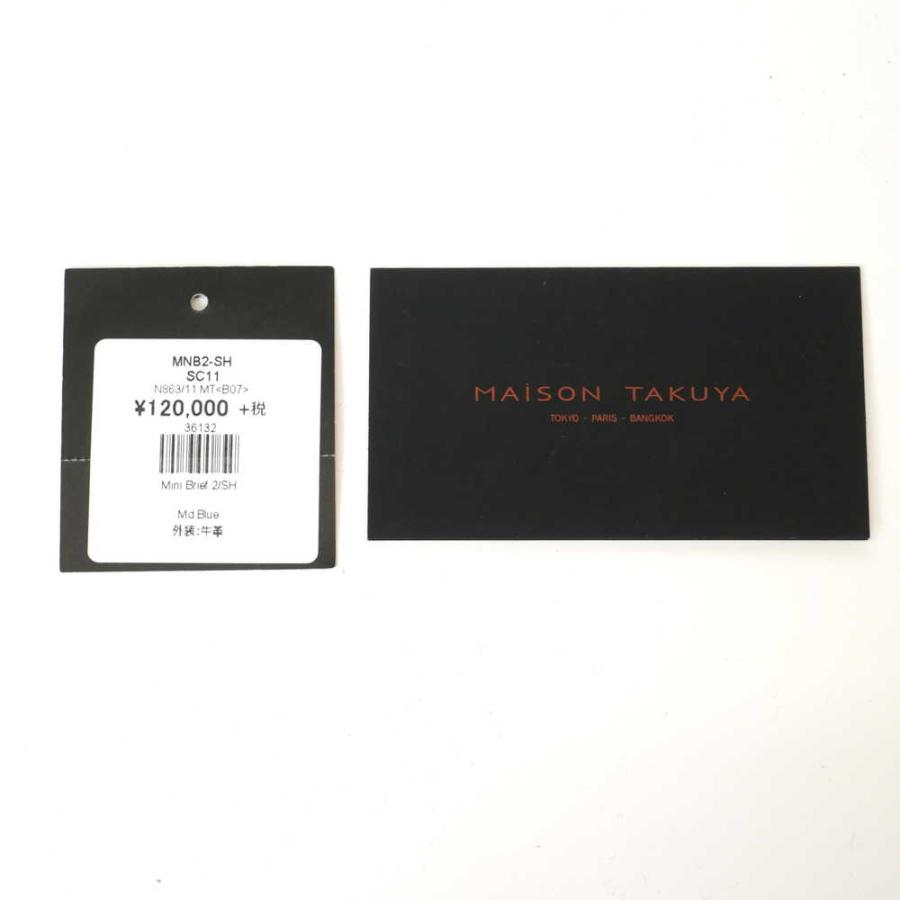 MNB2-SH
SC11
N863/11 MT<B07>
¥120,000 +税
36132
Mini Brief 2/SH
Md.Blue
外装:牛革
MAiSON TAKUYA
TOKYO - PARIS - BANGKOK